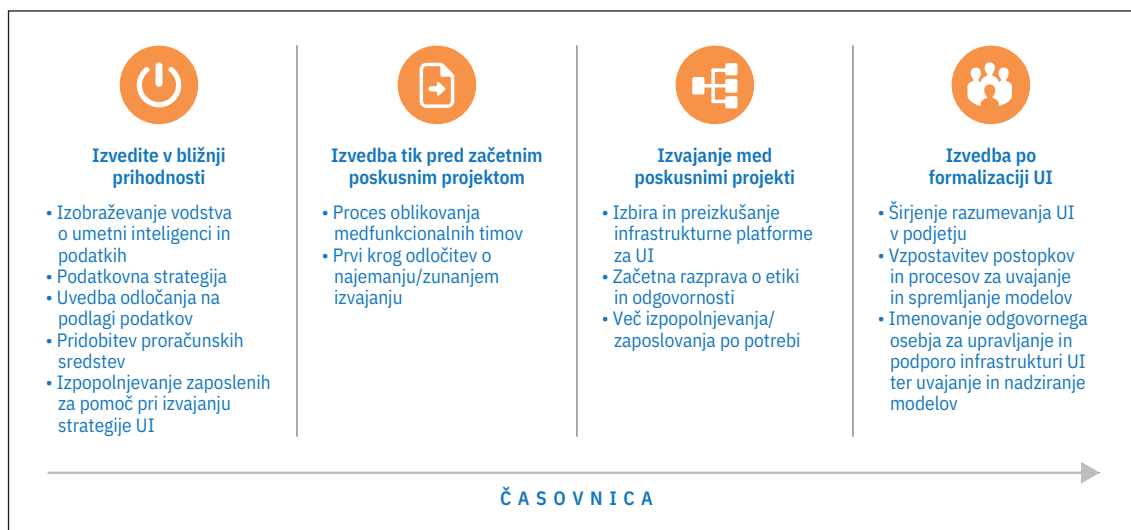 Izvedite v bližnji
prihodnosti
• Izobraževanje vodstva
o umetni inteligenci in
podatkih
• Podatkovna strategija
• Uvedba odločanja na
podlagi podatkov
• Pridobitev proračunskih
sredstev
• Izpopolnjevanje zaposlenih
za pomoč pri izvajanju
strategije UI
Izvedba tik pred začetnim
poskusnim projektom
• Proces oblikovanja
medfunkcionalnih timov
• Prvi krog odločitev o
najemanju/zunanjem
izvajanju
Izvajanje med
poskusnimi projekti
• Izbira in preizkušanje
infrastrukturne platforme
za UI
• Začetna razprava o etiki
in odgovornosti
• Več izpopolnjevanja/
zaposlovanja po potrebi
Izvedba po
formalizaciji UI
• Širjenje razumevanja UI
v podjetju
• Vzpostavitev postopkov
in procesov za uvajanje
in spremljanje modelov
• Imenovanje odgovornega
osebja za upravljanje in
podporo infrastrukturi UI
ter uvajanje in nadziranje
modelov
ČASOVNICA